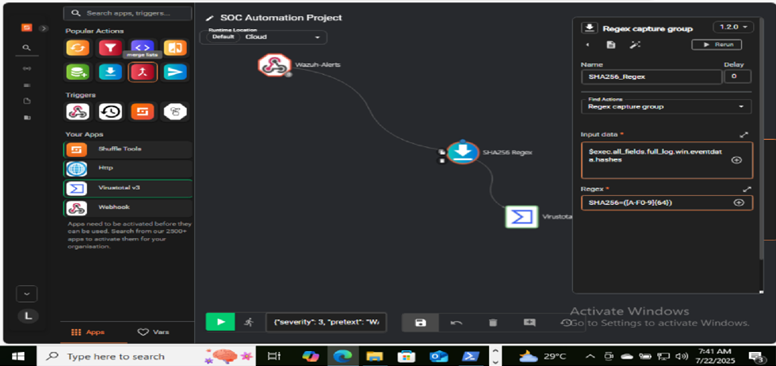 Search apps, triggers...
Popular Actions
merge lists
Triggers
Your Apps
Shuffle Tools
Http
Virustotal v3
Webhook
Apps need to be activated before they
can be used. Search from our 2500+
apps to activate them for your
organisation.
L
Apps
Vars
SOC Automation Project
Runtime Location
Default
Cloud
Wazuh-Alerts
SHA256 Regex
Virustotal
{"severity": 3, "pretext": "WA
Regex capture group
1.2.0
Rerun
Name
Delay
SHA256_Regex
0
Find Actions
Regex capture group
Input data *
$exec.all_fields.full_log.win.eventdat
a.hashes
Regex *
SHA256=([A-F0-9]{64})
Activate Windows
Go to Settings to activate Windows.
Type here to search
29°C
7:41 AM
7/22/2025
3